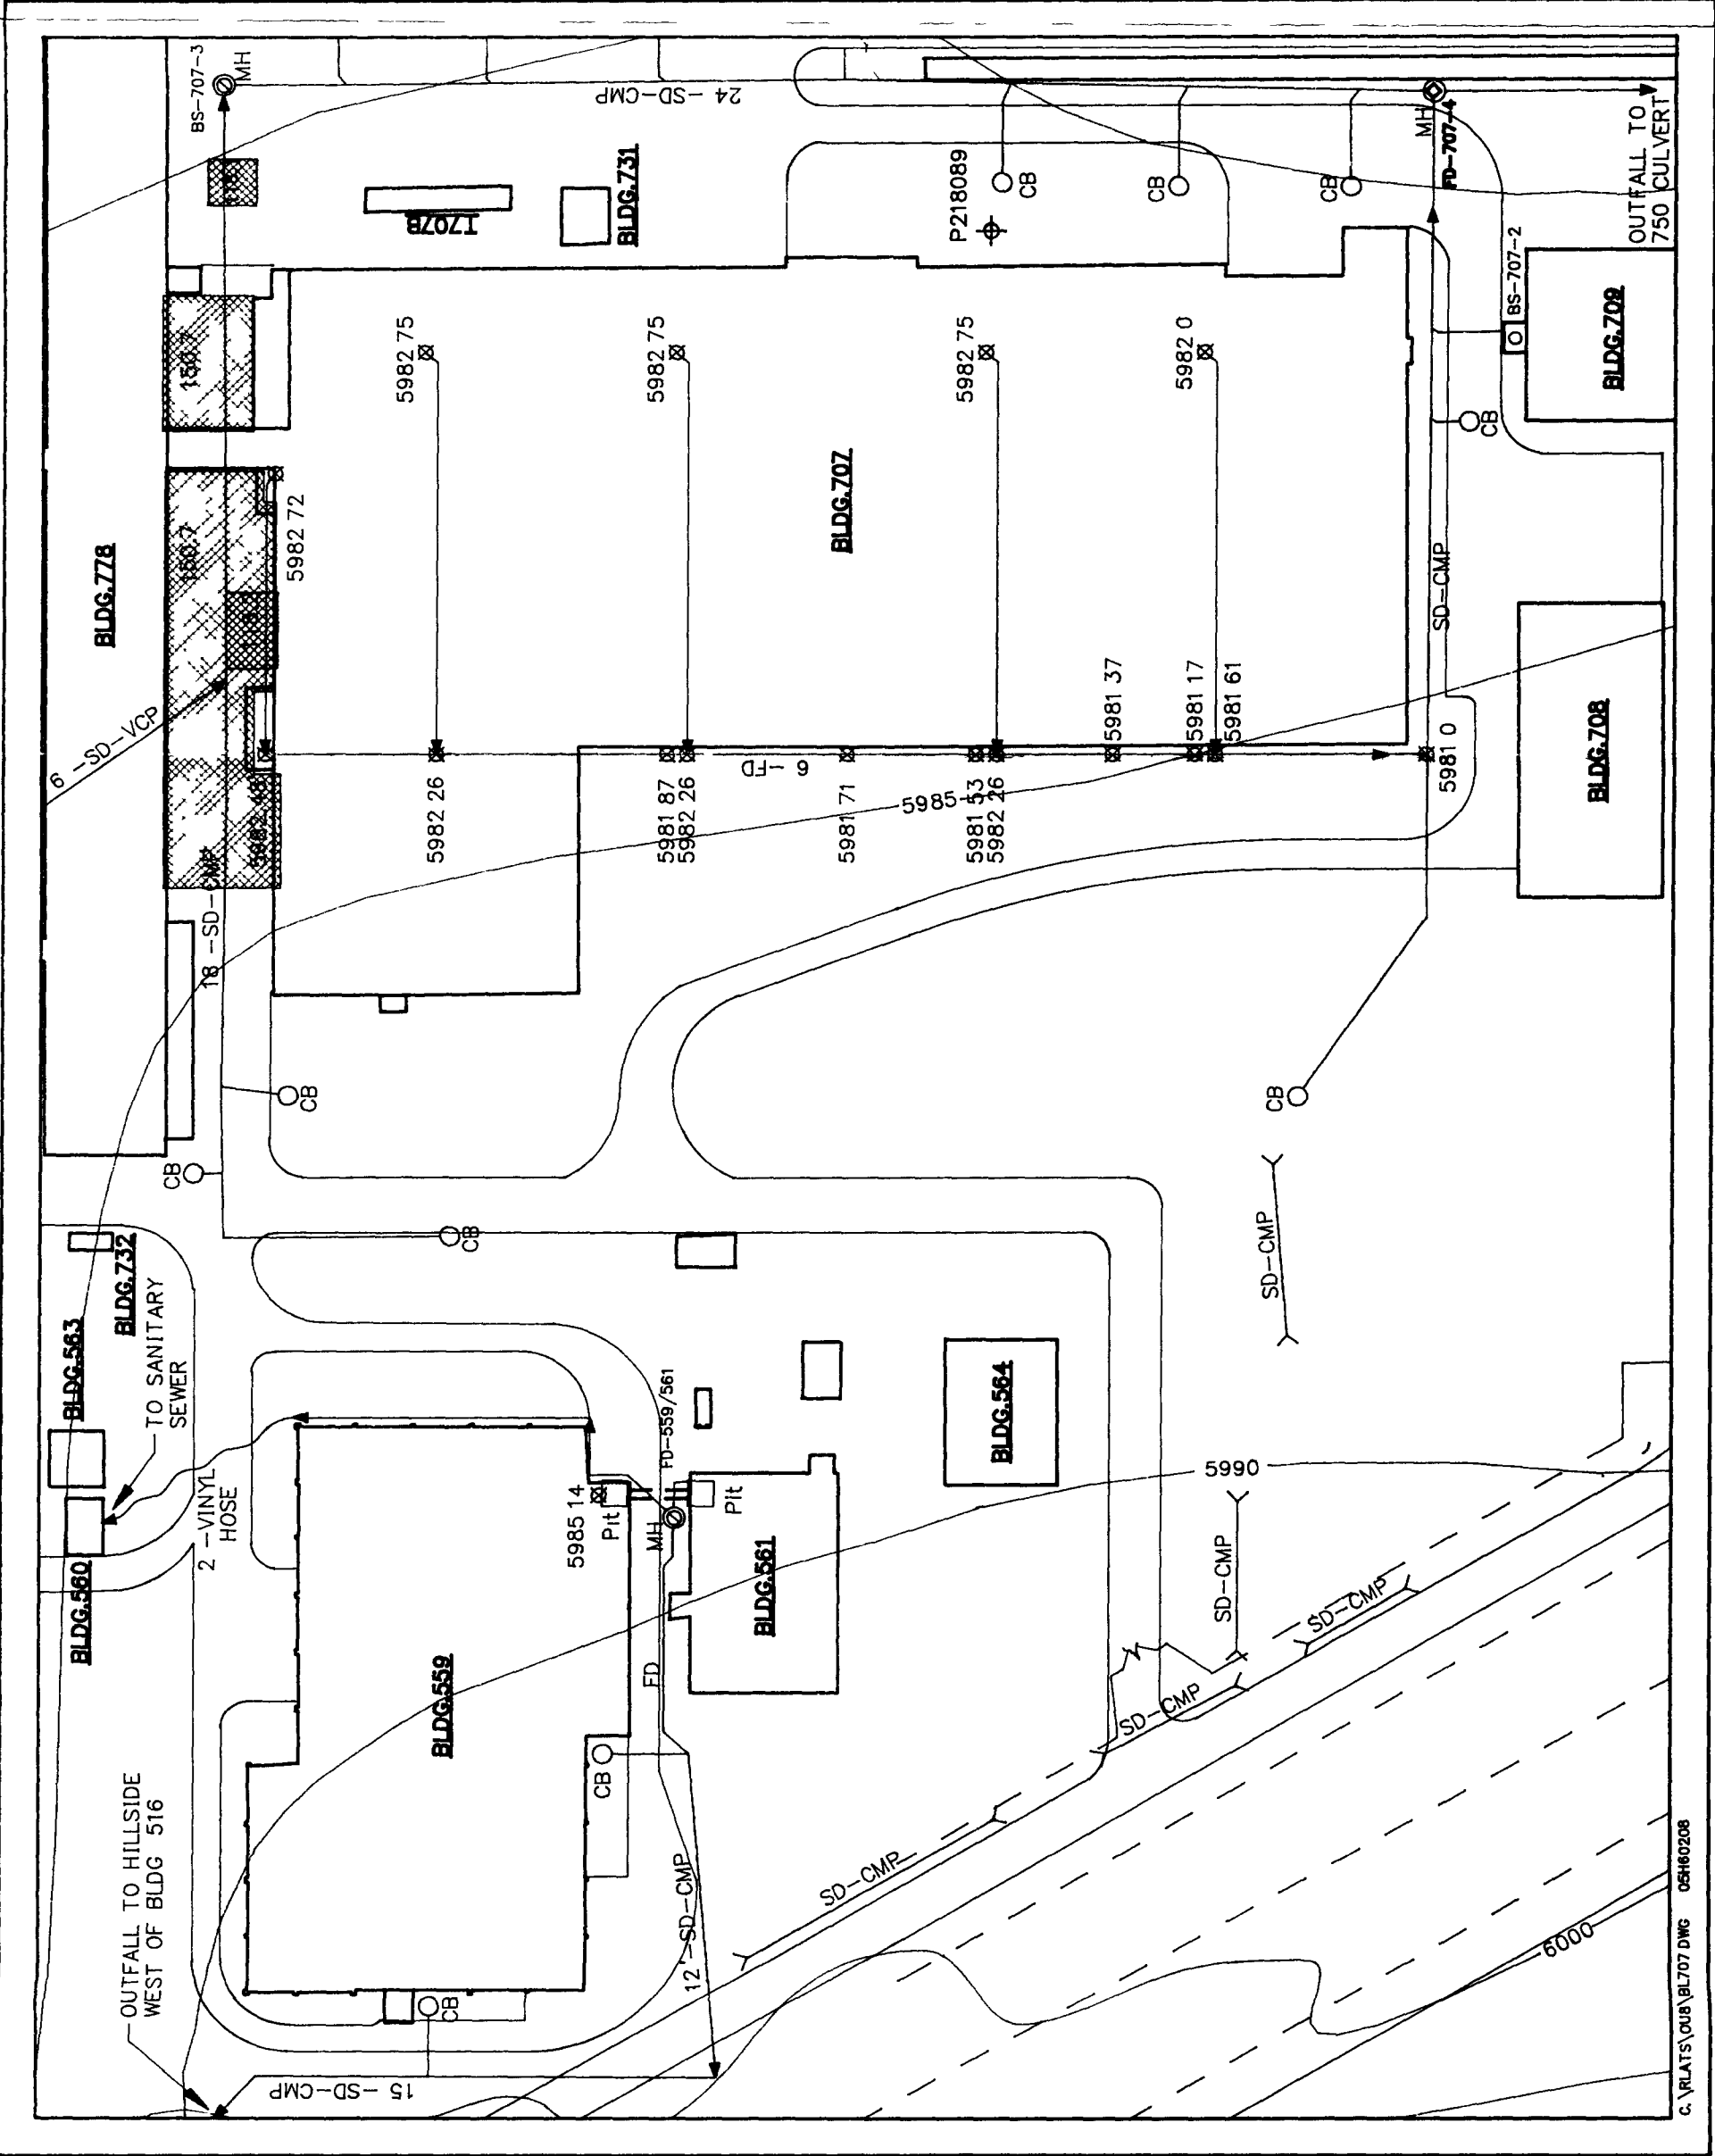 OUTFALL TO HILLSIDE
WEST OF BLDG 516
BLDG.560
BLDG.563
BLDG.732
TO SANITARY
SEWER
2 -VINYL
HOSE
BLDG.778
6 -SD-VCP
18 -SD-CMP
150.7
150.7
BS-707-3
MH
24 -SD-CMP
T707B
BLDG.731
P218089
CB
CB
CB
MH
FD-707-4
OUTFALL TO
750 CULVERT
BS-707-2
BLDG.709
CB
BLDG.708
SD-CMP
BLDG.707
5982 75
5982 75
5982 75
5982 0
5982 72
5982 48
5982 26
5981 87
5982 26
6 -FD
5981 71
5981 53
5982 26
5981 37
5981 17
5981 61
5981 0
5985
CB
CB
CB
CB
SD-CMP
BLDG.559
5985 14
Pit
MH
FD-559/561
Pit
BLDG.561
BLDG.564
FD
CB
CB
12 -SD-CMP
15 -SD-CMP
5990
SD-CMP
SD-CMP
SD-CMP
SD-CMP
6000
C. \RLATS\OU8\BL707 DWG 05H60208